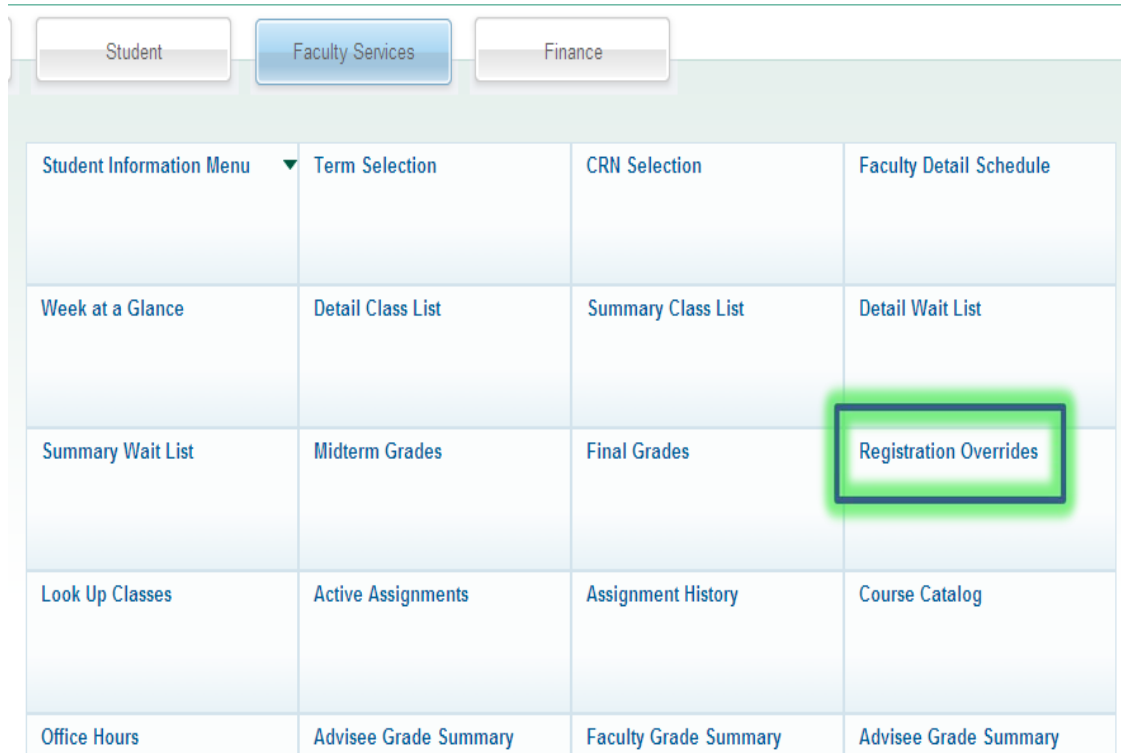 Student
Faculty Services
Finance
Student Information Menu
Term Selection
CRN Selection
Faculty Detail Schedule
Week at a Glance
Detail Class List
Summary Class List
Detail Wait List
Summary Wait List
Midterm Grades
Final Grades
Registration Overrides
Look Up Classes
Active Assignments
Assignment History
Course Catalog
Office Hours
Advisee Grade Summary
Faculty Grade Summary
Advisee Grade Summary